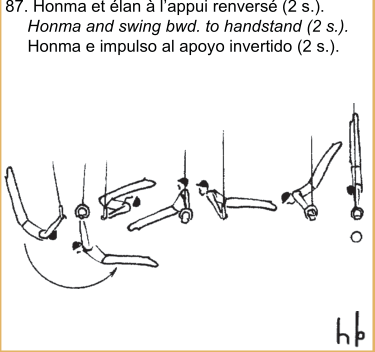 87. Honma et élan à l'appui renversé (2 s.).
Honma and swing bwd. to handstand (2 s.).
Honma e impulso al apoyo invertido (2 s.).